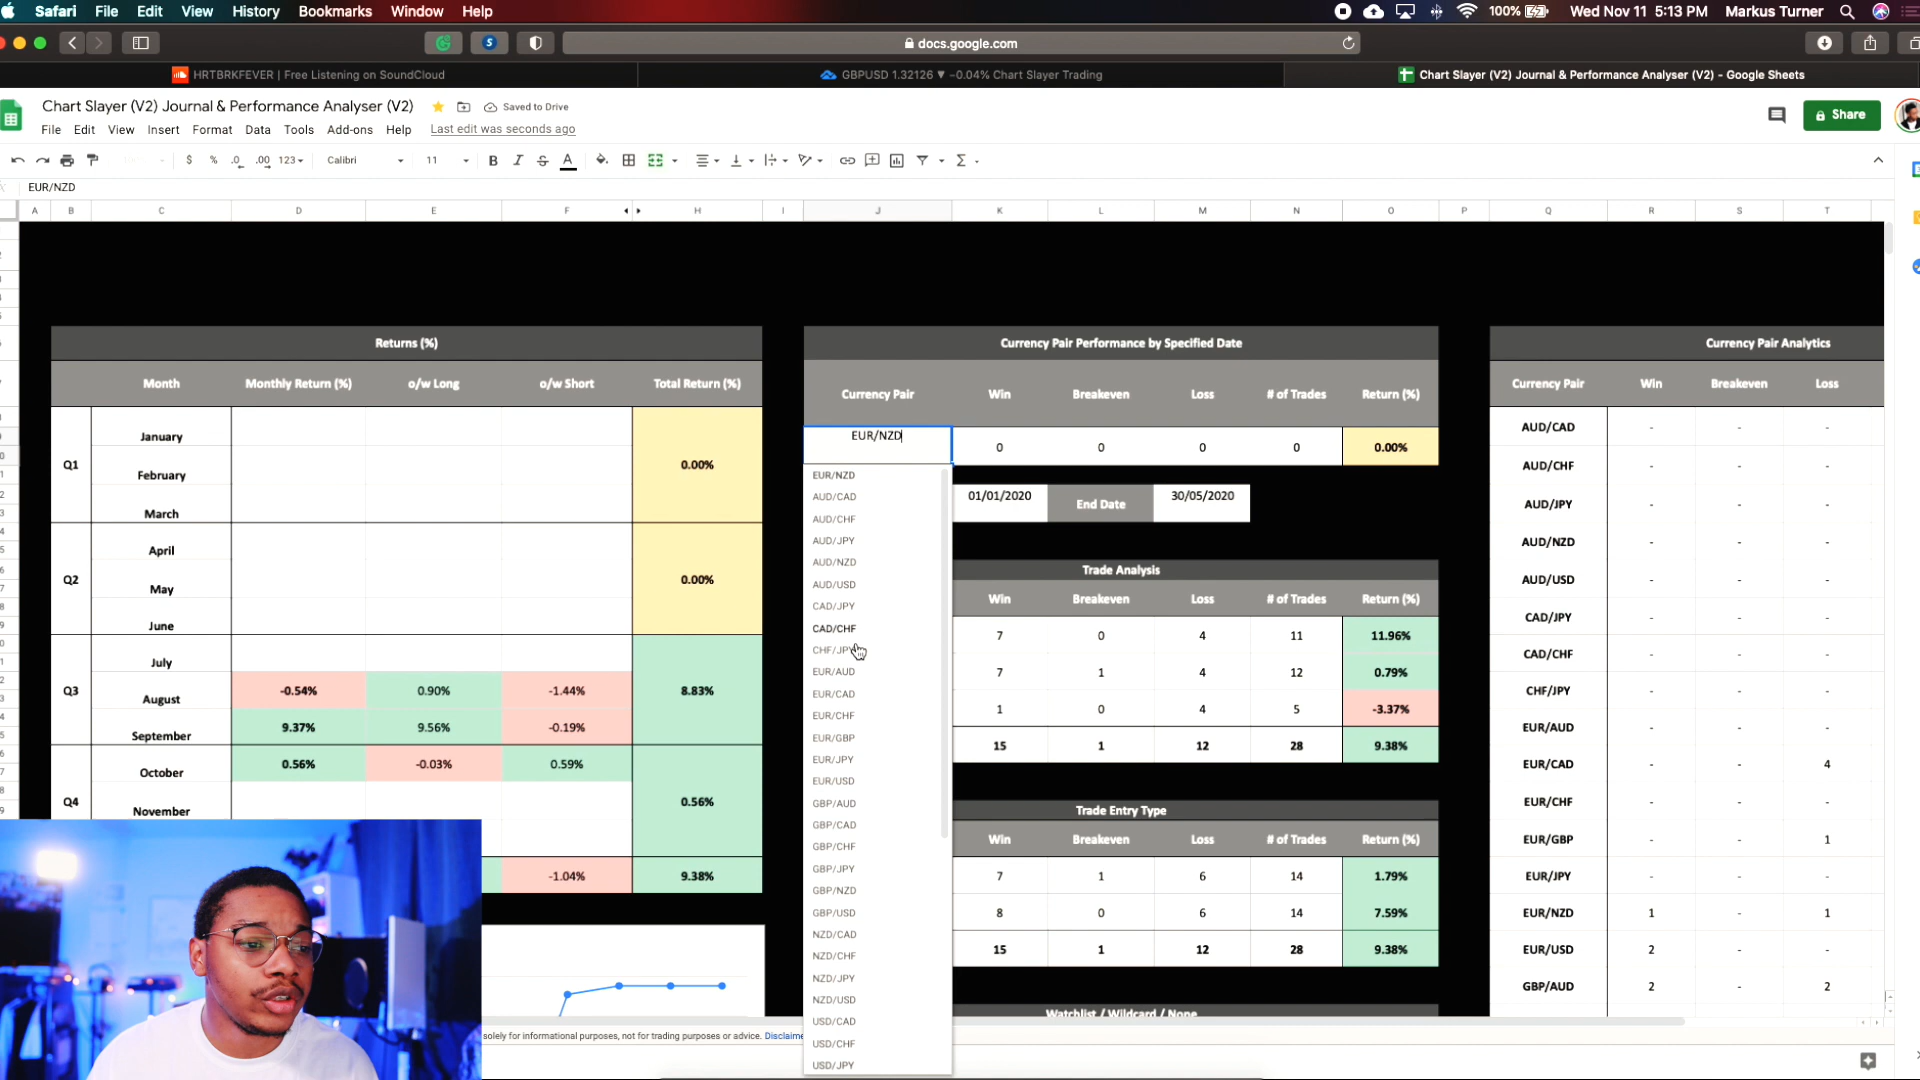 Safari File Edit View History Bookmarks Window Help 100% Wed Nov 11 5:13 PM Markus Turner
docs.google.com
HRTBRKFEVER | Free Listening on SoundCloud GBPUSD 1.32126 ▼ −0.04% Chart Slayer Trading Chart Slayer (V2) Journal & Performance Analyser (V2) - Google Sheets
Chart Slayer (V2) Journal & Performance Analyser (V2) Saved to Drive
Share
File Edit View Insert Format Data Tools Add-ons Help Last edit was seconds ago
$ % .0 .00 123 Calibri 11 B I S A
EUR/NZD
A B C D E F H I J K L M N O P Q R S T
Returns (%)
Month Monthly Return (%) o/w Long o/w Short Total Return (%)
Q1 January 0.00%
February
March
Q2 April 0.00%
May
June
Q3 July 8.83%
August -0.54% 0.90% -1.44%
September 9.37% 9.56% -0.19%
Q4 October 0.56% -0.03% 0.59% 0.56%
November
-1.04% 9.38%
solely for informational purposes, not for trading purposes or advice. Disclaime
Currency Pair Performance by Specified Date
Currency Pair Win Breakeven Loss # of Trades Return (%)
EUR/NZD 0 0 0 0 0.00%
01/01/2020 End Date 30/05/2020
EUR/NZD
AUD/CAD
AUD/CHF
AUD/JPY
AUD/NZD
AUD/USD
CAD/JPY
CAD/CHF
CHF/JPY
EUR/AUD
EUR/CAD
EUR/CHF
EUR/GBP
EUR/JPY
EUR/USD
GBP/AUD
GBP/CAD
GBP/CHF
GBP/JPY
GBP/NZD
GBP/USD
NZD/CAD
NZD/CHF
NZD/JPY
NZD/USD
USD/CAD
USD/CHF
USD/JPY
Trade Analysis
Win Breakeven Loss # of Trades Return (%)
7 0 4 11 11.96%
7 1 4 12 0.79%
1 0 4 5 -3.37%
15 1 12 28 9.38%
Trade Entry Type
Win Breakeven Loss # of Trades Return (%)
7 1 6 14 1.79%
8 0 6 14 7.59%
15 1 12 28 9.38%
Watchlist / Wildcard / None
Currency Pair Analytics
Currency Pair Win Breakeven Loss
AUD/CAD - - -
AUD/CHF - - -
AUD/JPY - - -
AUD/NZD - - -
AUD/USD - - -
CAD/JPY - - -
CAD/CHF - - -
CHF/JPY - - -
EUR/AUD - - -
EUR/CAD - - 4
EUR/CHF - - -
EUR/GBP - - 1
EUR/JPY - - -
EUR/NZD 1 - 1
EUR/USD 2 - -
GBP/AUD 2 - 2